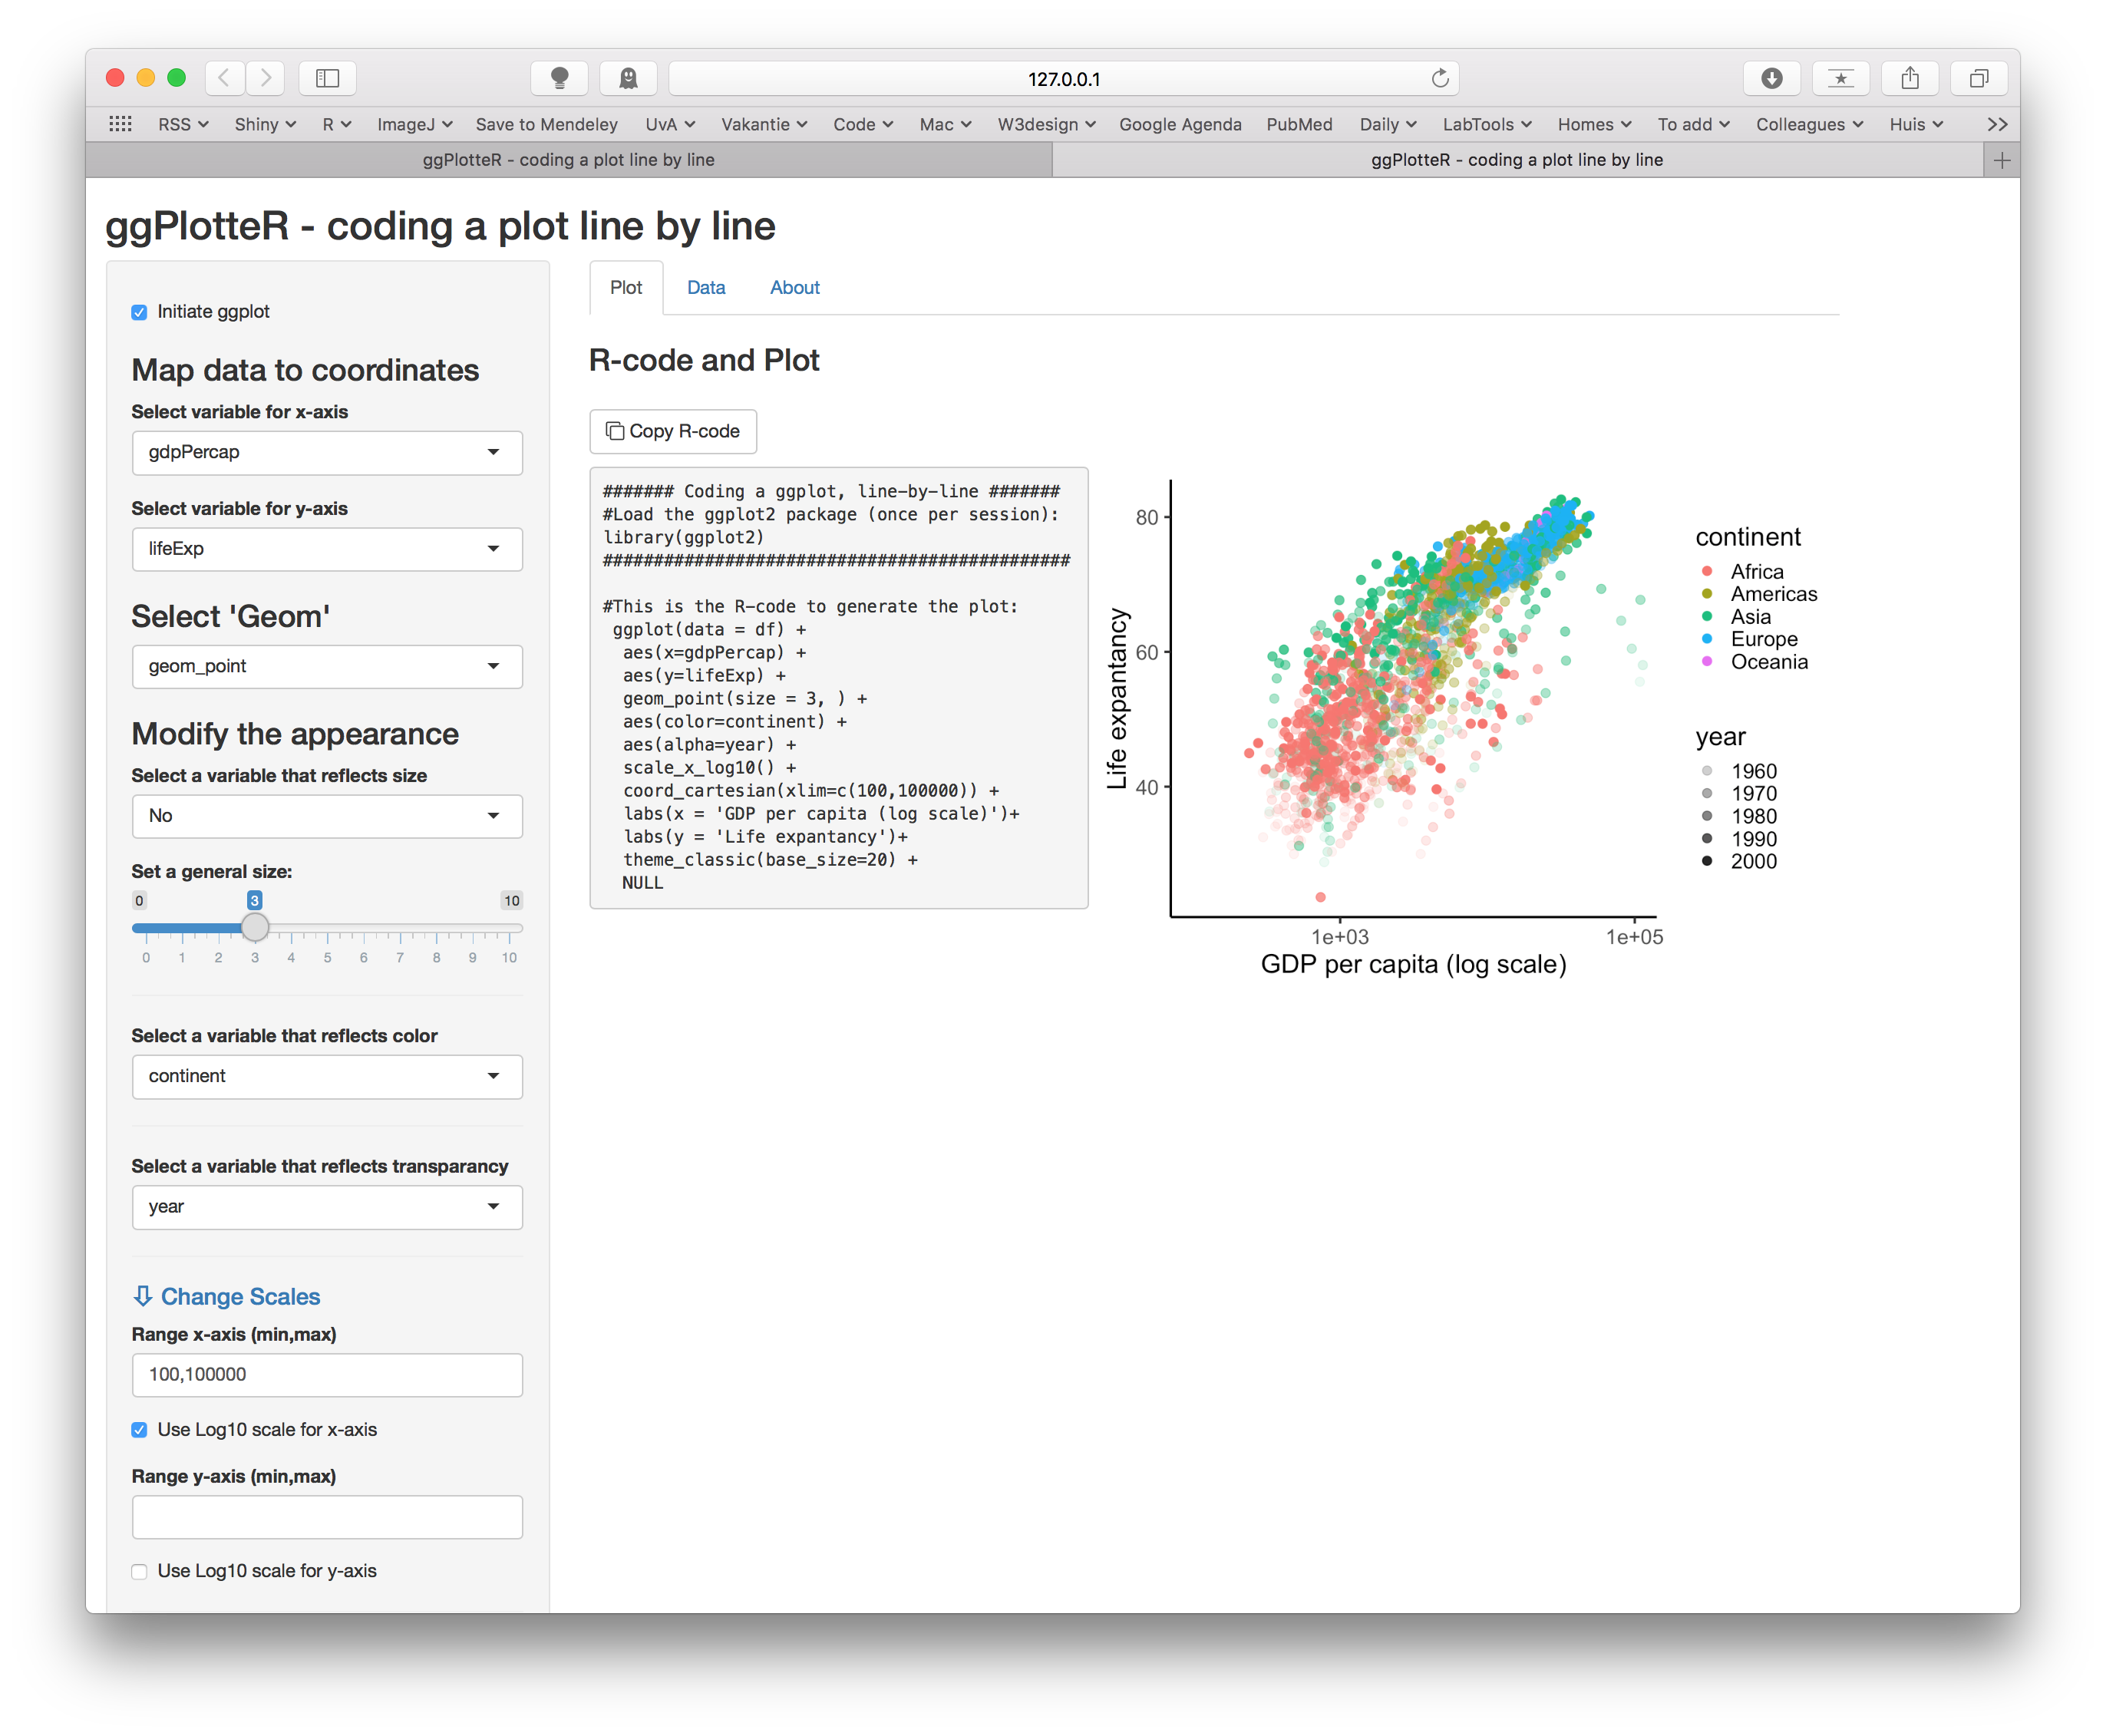 127.0.0.1
RSS Shiny R ImageJ Save to Mendeley UvA Vakantie Code Mac W3design Google Agenda PubMed Daily LabTools Homes To add Colleagues Huis
ggPlotteR - coding a plot line by line
ggPlotteR - coding a plot line by line
ggPlotteR - coding a plot line by line
Initiate ggplot
Map data to coordinates
Select variable for x-axis
gdpPercap
Select variable for y-axis
lifeExp
Select 'Geom'
geom_point
Modify the appearance
Select a variable that reflects size
No
Set a general size:
0 3 10
0 1 2 3 4 5 6 7 8 9 10
Select a variable that reflects color
continent
Select a variable that reflects transparancy
year
Change Scales
Range x-axis (min,max)
100,100000
Use Log10 scale for x-axis
Range y-axis (min,max)
Use Log10 scale for y-axis
Plot Data About
R-code and Plot
Copy R-code
####### Coding a ggplot, line-by-line #######
#Load the ggplot2 package (once per session):
library(ggplot2)
##############################################
#This is the R-code to generate the plot:
ggplot(data = df) +
aes(x=gdpPercap) +
aes(y=lifeExp) +
geom_point(size = 3, ) +
aes(color=continent) +
aes(alpha=year) +
scale_x_log10() +
coord_cartesian(xlim=c(100,100000)) +
labs(x = 'GDP per capita (log scale)')+
labs(y = 'Life expantancy')+
theme_classic(base_size=20) +
NULL
Life expantancy
80
60
40
1e+03 1e+05
GDP per capita (log scale)
continent
Africa
Americas
Asia
Europe
Oceania
year
1960
1970
1980
1990
2000